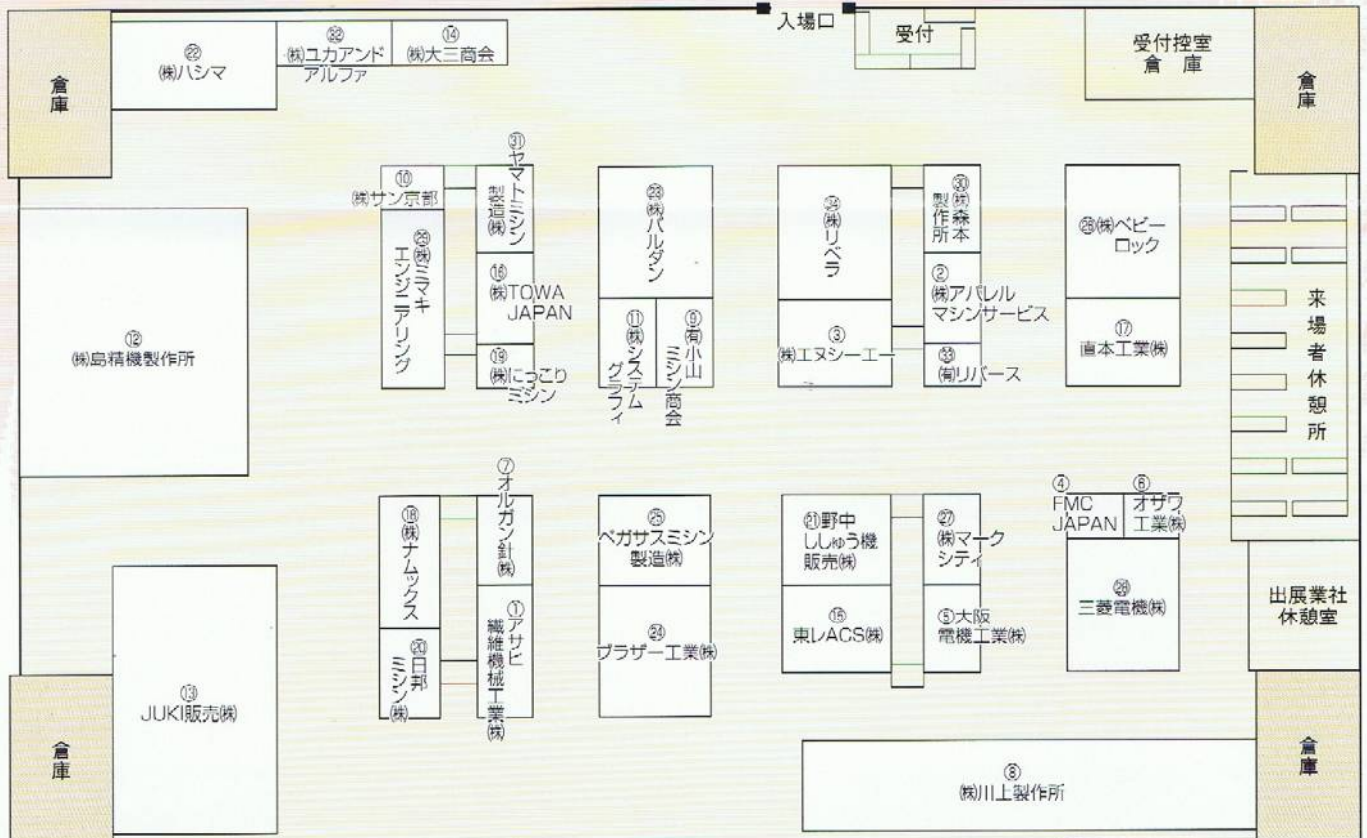 入場口
受付
受付控室
倉庫
倉庫
倉庫
㉒
㈱ハシマ
㉜
㈱ユカアンド
アルファ
⑭
㈱大三商会
⑩
㈱サン京都
㉙㈱ミマキ
エンジニアリング
㉛ヤマトミシン
製造㈱
⑯
㈱TOWA
JAPAN
⑲
㈱にっこり
ミシン
㉓㈱バルダン
⑪㈱システム
グラフィ
⑨㈲小山
ミシン商会
㈱リベラ
③
㈱エヌシーエー
㉚㈱森本
製作所
②
㈱アパレル
マシンサービス
㉝
㈲リバース
㈱ベビー
ロック
⑰
直本工業㈱
来場者休憩所
⑫
㈱島精機製作所
⑱㈱ナムックス
⑳日邦
ミシン㈱
⑦オルガン針㈱
①アサヒ
繊維機械工業㈱
㉕
ペガサスミシン
製造㈱
㉔
ブラザー工業㈱
㉑野中
ししゅう機
販売㈱
⑮
東レACS㈱
㉗
㈱マーク
シティ
⑤大阪
電機工業㈱
④
FMC
JAPAN
⑥
オザワ
工業㈱
㉘
三菱電機㈱
出展業社
休憩室
⑬
JUKI販売㈱
倉庫
⑧
㈱川上製作所
倉庫